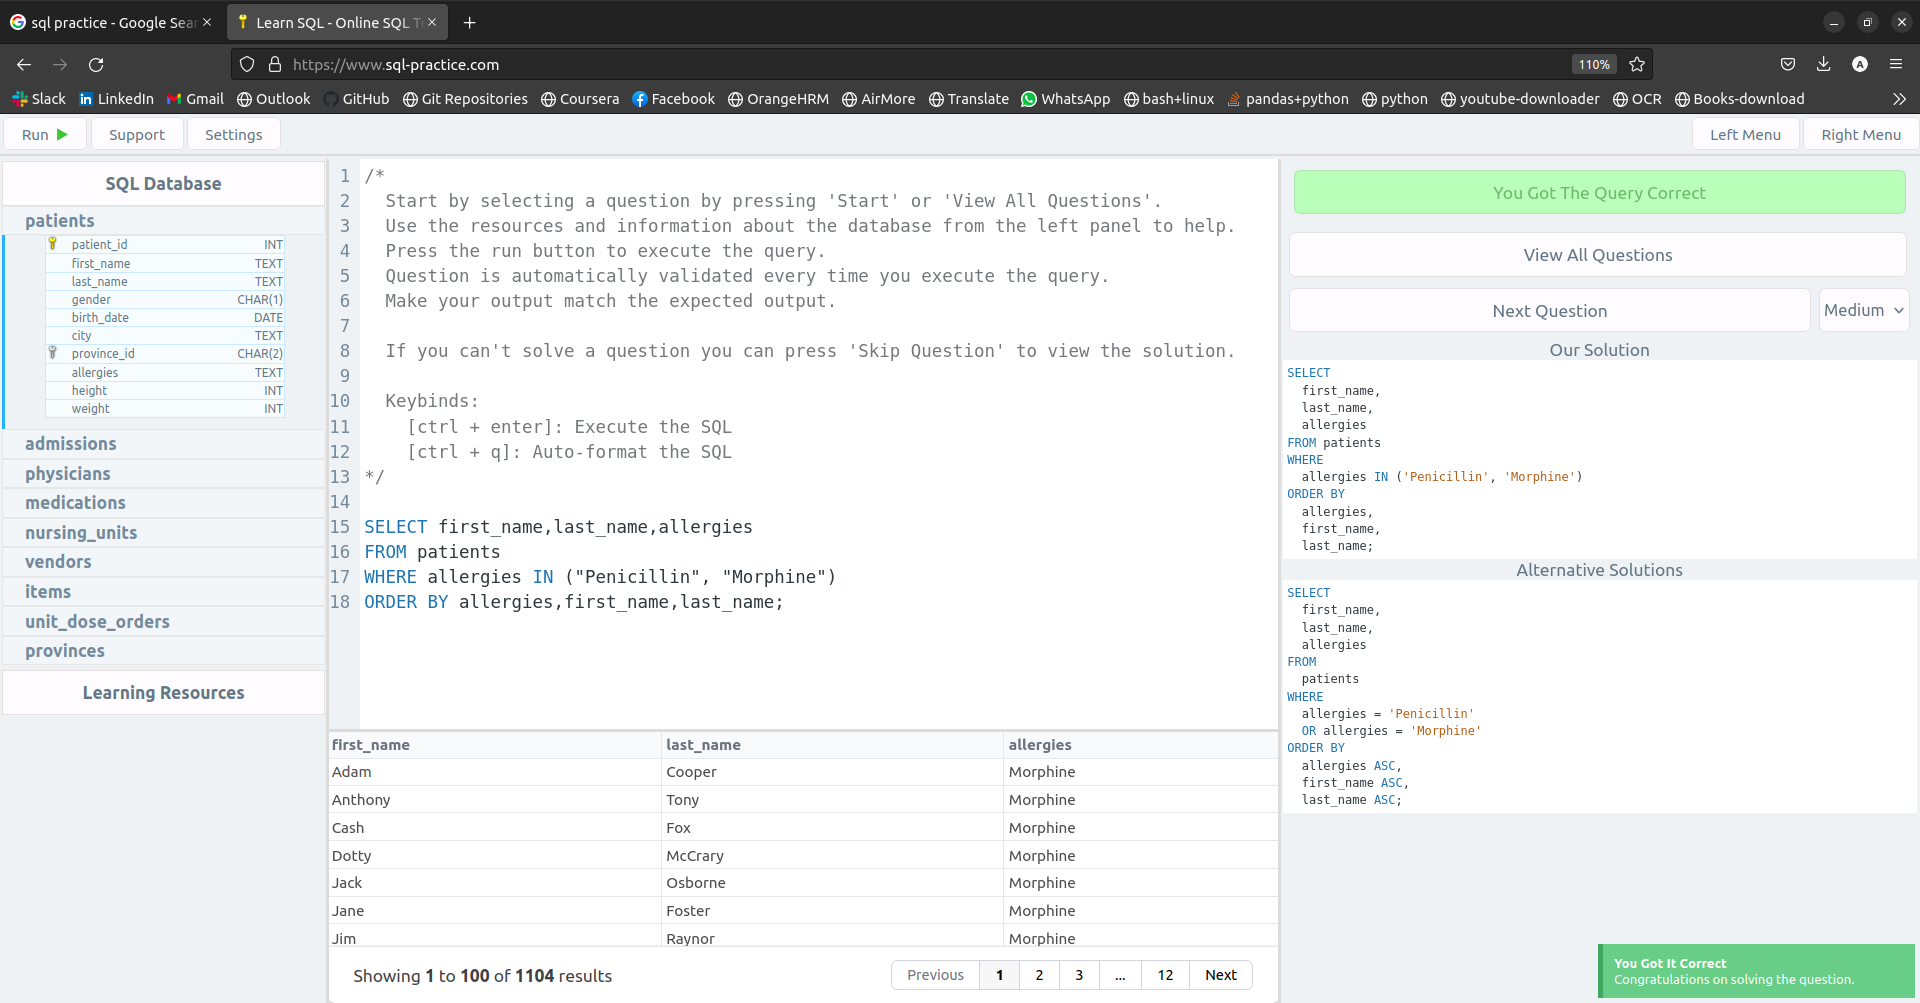 sql practice - Google Sear
Learn SQL - Online SQL Te
https://www.sql-practice.com
110%
A
Slack LinkedIn Gmail Outlook GitHub Git Repositories Coursera Facebook OrangeHRM AirMore Translate WhatsApp bash+linux pandas+python python youtube-downloader OCR Books-download
Run Support Settings Left Menu Right Menu
SQL Database
patients
patient_id INT
first_name TEXT
last_name TEXT
gender CHAR(1)
birth_date DATE
city TEXT
province_id CHAR(2)
allergies TEXT
height INT
weight INT
admissions
physicians
medications
nursing_units
vendors
items
unit_dose_orders
provinces
Learning Resources
1 /*
2 Start by selecting a question by pressing 'Start' or 'View All Questions'.
3 Use the resources and information about the database from the left panel to help.
4 Press the run button to execute the query.
5 Question is automatically validated every time you execute the query.
6 Make your output match the expected output.
7
8 If you can't solve a question you can press 'Skip Question' to view the solution.
9
10 Keybinds:
11 [ctrl + enter]: Execute the SQL
12 [ctrl + q]: Auto-format the SQL
13 */
14
15 SELECT first_name,last_name,allergies
16 FROM patients
17 WHERE allergies IN ("Penicillin", "Morphine")
18 ORDER BY allergies,first_name,last_name;
first_name last_name allergies
Adam Cooper Morphine
Anthony Tony Morphine
Cash Fox Morphine
Dotty McCrary Morphine
Jack Osborne Morphine
Jane Foster Morphine
Jim Raynor Morphine
Showing 1 to 100 of 1104 results
Previous 1 2 3 ... 12 Next
You Got The Query Correct
View All Questions
Next Question Medium
Our Solution
SELECT
first_name,
last_name,
allergies
FROM patients
WHERE
allergies IN ('Penicillin', 'Morphine')
ORDER BY
allergies,
first_name,
last_name;
Alternative Solutions
SELECT
first_name,
last_name,
allergies
FROM
patients
WHERE
allergies = 'Penicillin'
OR allergies = 'Morphine'
ORDER BY
allergies ASC,
first_name ASC,
last_name ASC;
You Got It Correct
Congratulations on solving the question.